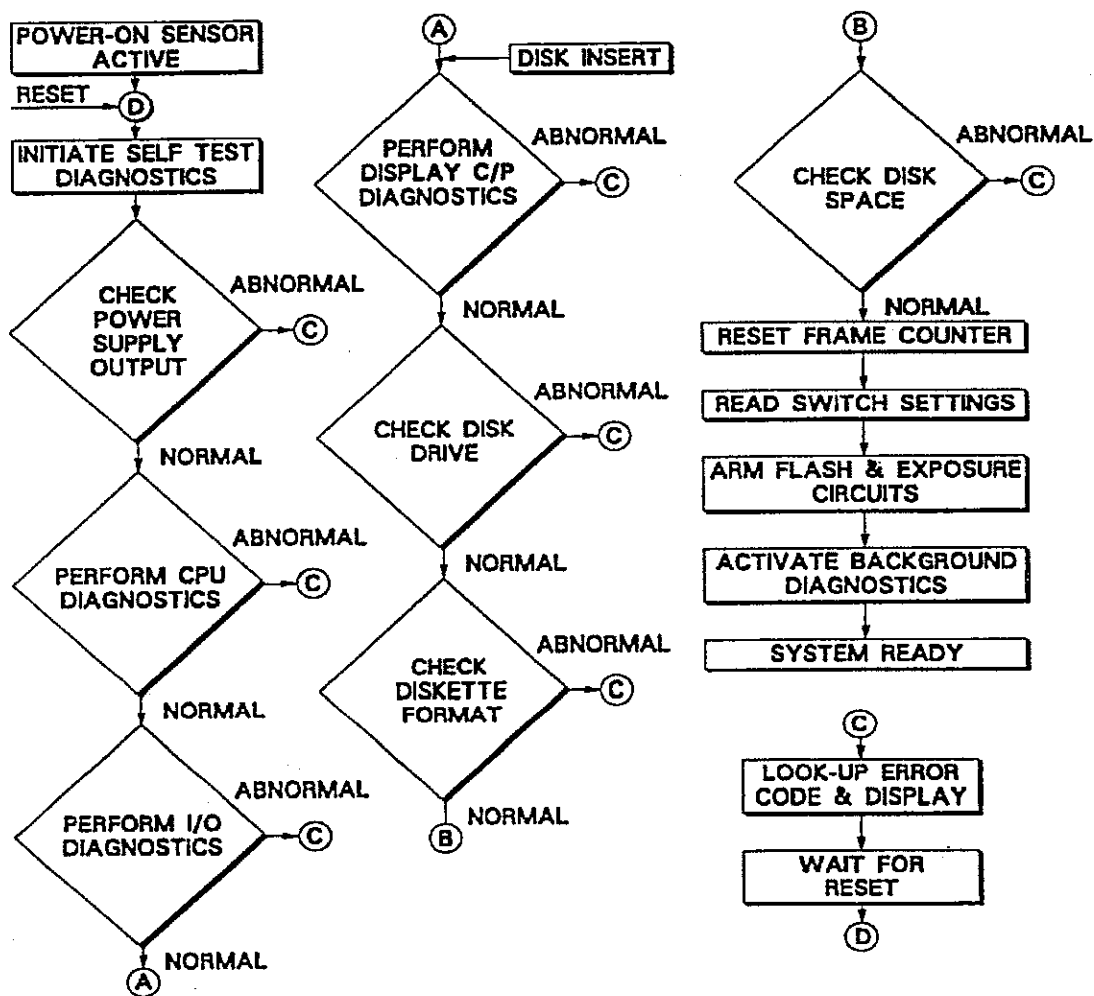 POWER-ON SENSOR
ACTIVE
RESET
D
INITIATE SELF TEST
DIAGNOSTICS
CHECK
POWER
SUPPLY
OUTPUT
ABNORMAL
C
NORMAL
PERFORM CPU
DIAGNOSTICS
ABNORMAL
C
NORMAL
PERFORM I/O
DIAGNOSTICS
ABNORMAL
C
NORMAL
A
A
DISK INSERT
PERFORM
DISPLAY C/P
DIAGNOSTICS
ABNORMAL
C
NORMAL
CHECK DISK
DRIVE
ABNORMAL
C
NORMAL
CHECK
DISKETTE
FORMAT
ABNORMAL
C
NORMAL
B
B
CHECK DISK
SPACE
ABNORMAL
C
NORMAL
RESET FRAME COUNTER
READ SWITCH SETTINGS
ARM FLASH & EXPOSURE
CIRCUITS
ACTIVATE BACKGROUND
DIAGNOSTICS
SYSTEM READY
C
LOOK-UP ERROR
CODE & DISPLAY
WAIT FOR
RESET
D